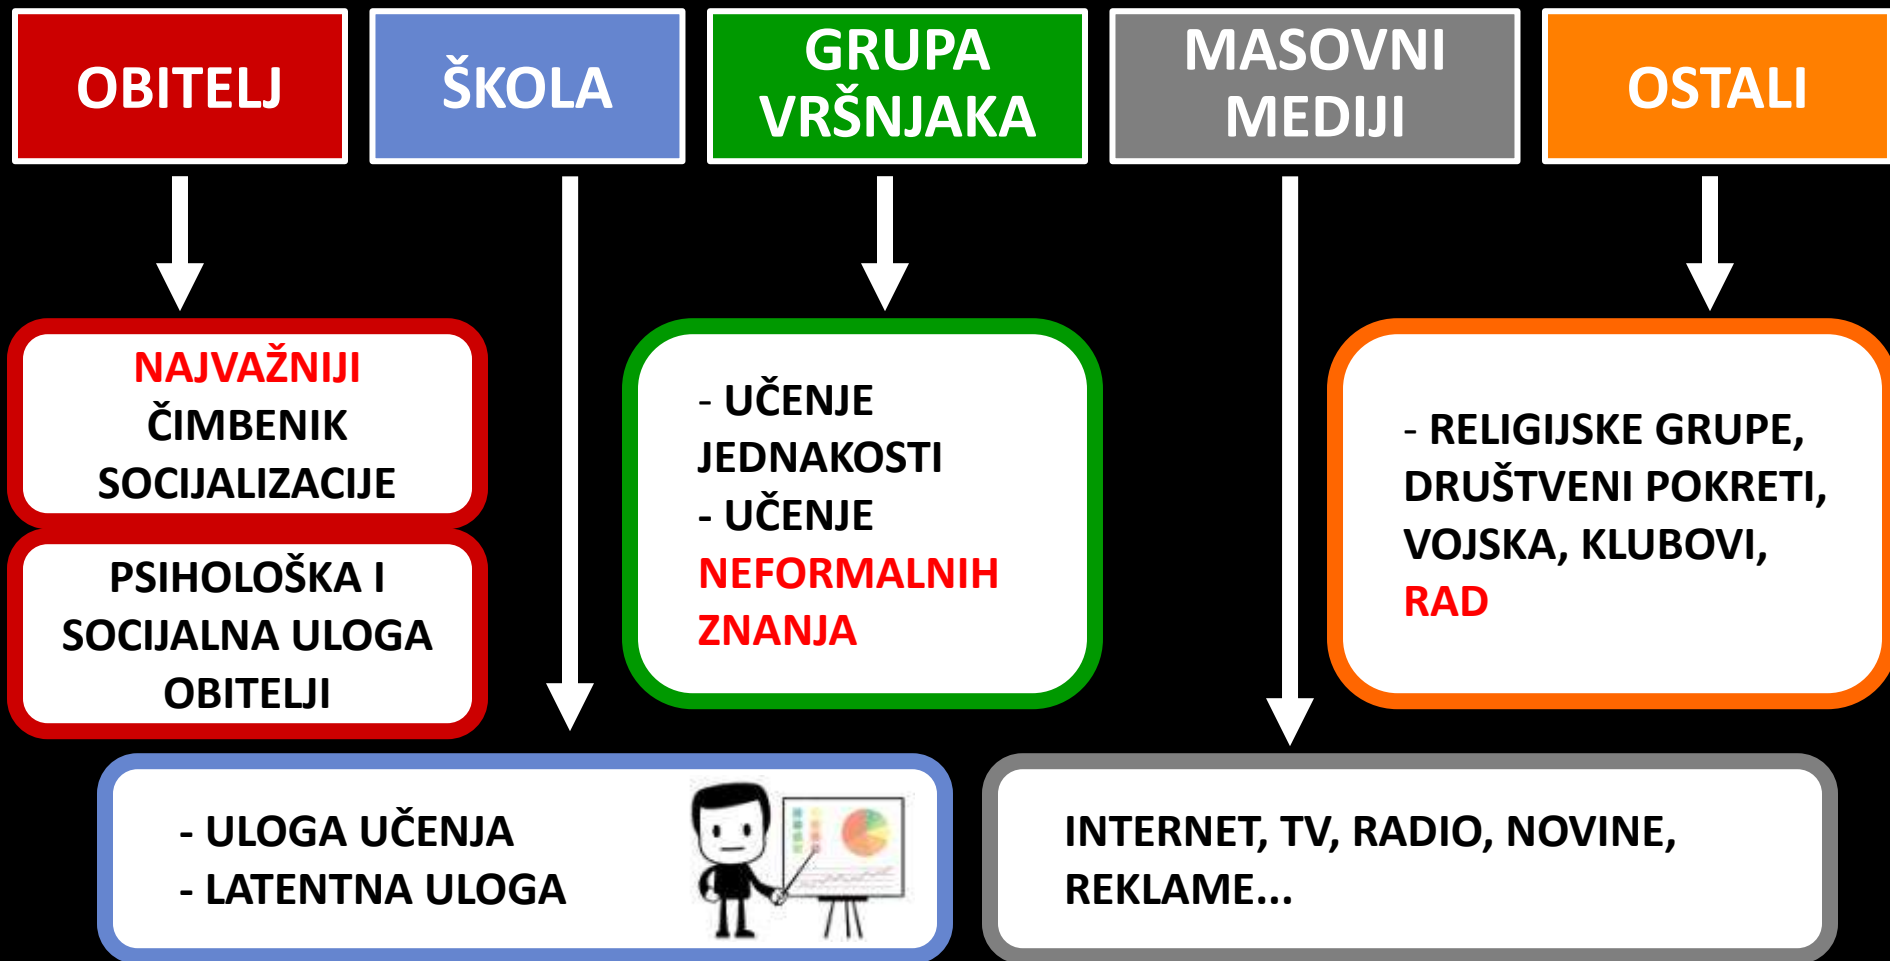 OBITELJ
ŠKOLA
GRUPA
VRŠNJAKA
MASOVNI
MEDIJI
OSTALI
NAJVAŽNIJI
ČIMBENIK
SOCIJALIZACIJE
PSIHOLOŠKA I
SOCIJALNA ULOGA
OBITELJI
- UČENJE
JEDNAKOSTI
- UČENJE
NEFORMALNIH
ZNANJA
- RELIGIJSKE GRUPE,
DRUŠTVENI POKRETI,
VOJSKA, KLUBOVI,
RAD
- ULOGA UČENJA
- LATENTNA ULOGA
INTERNET, TV, RADIO, NOVINE,
REKLAME...